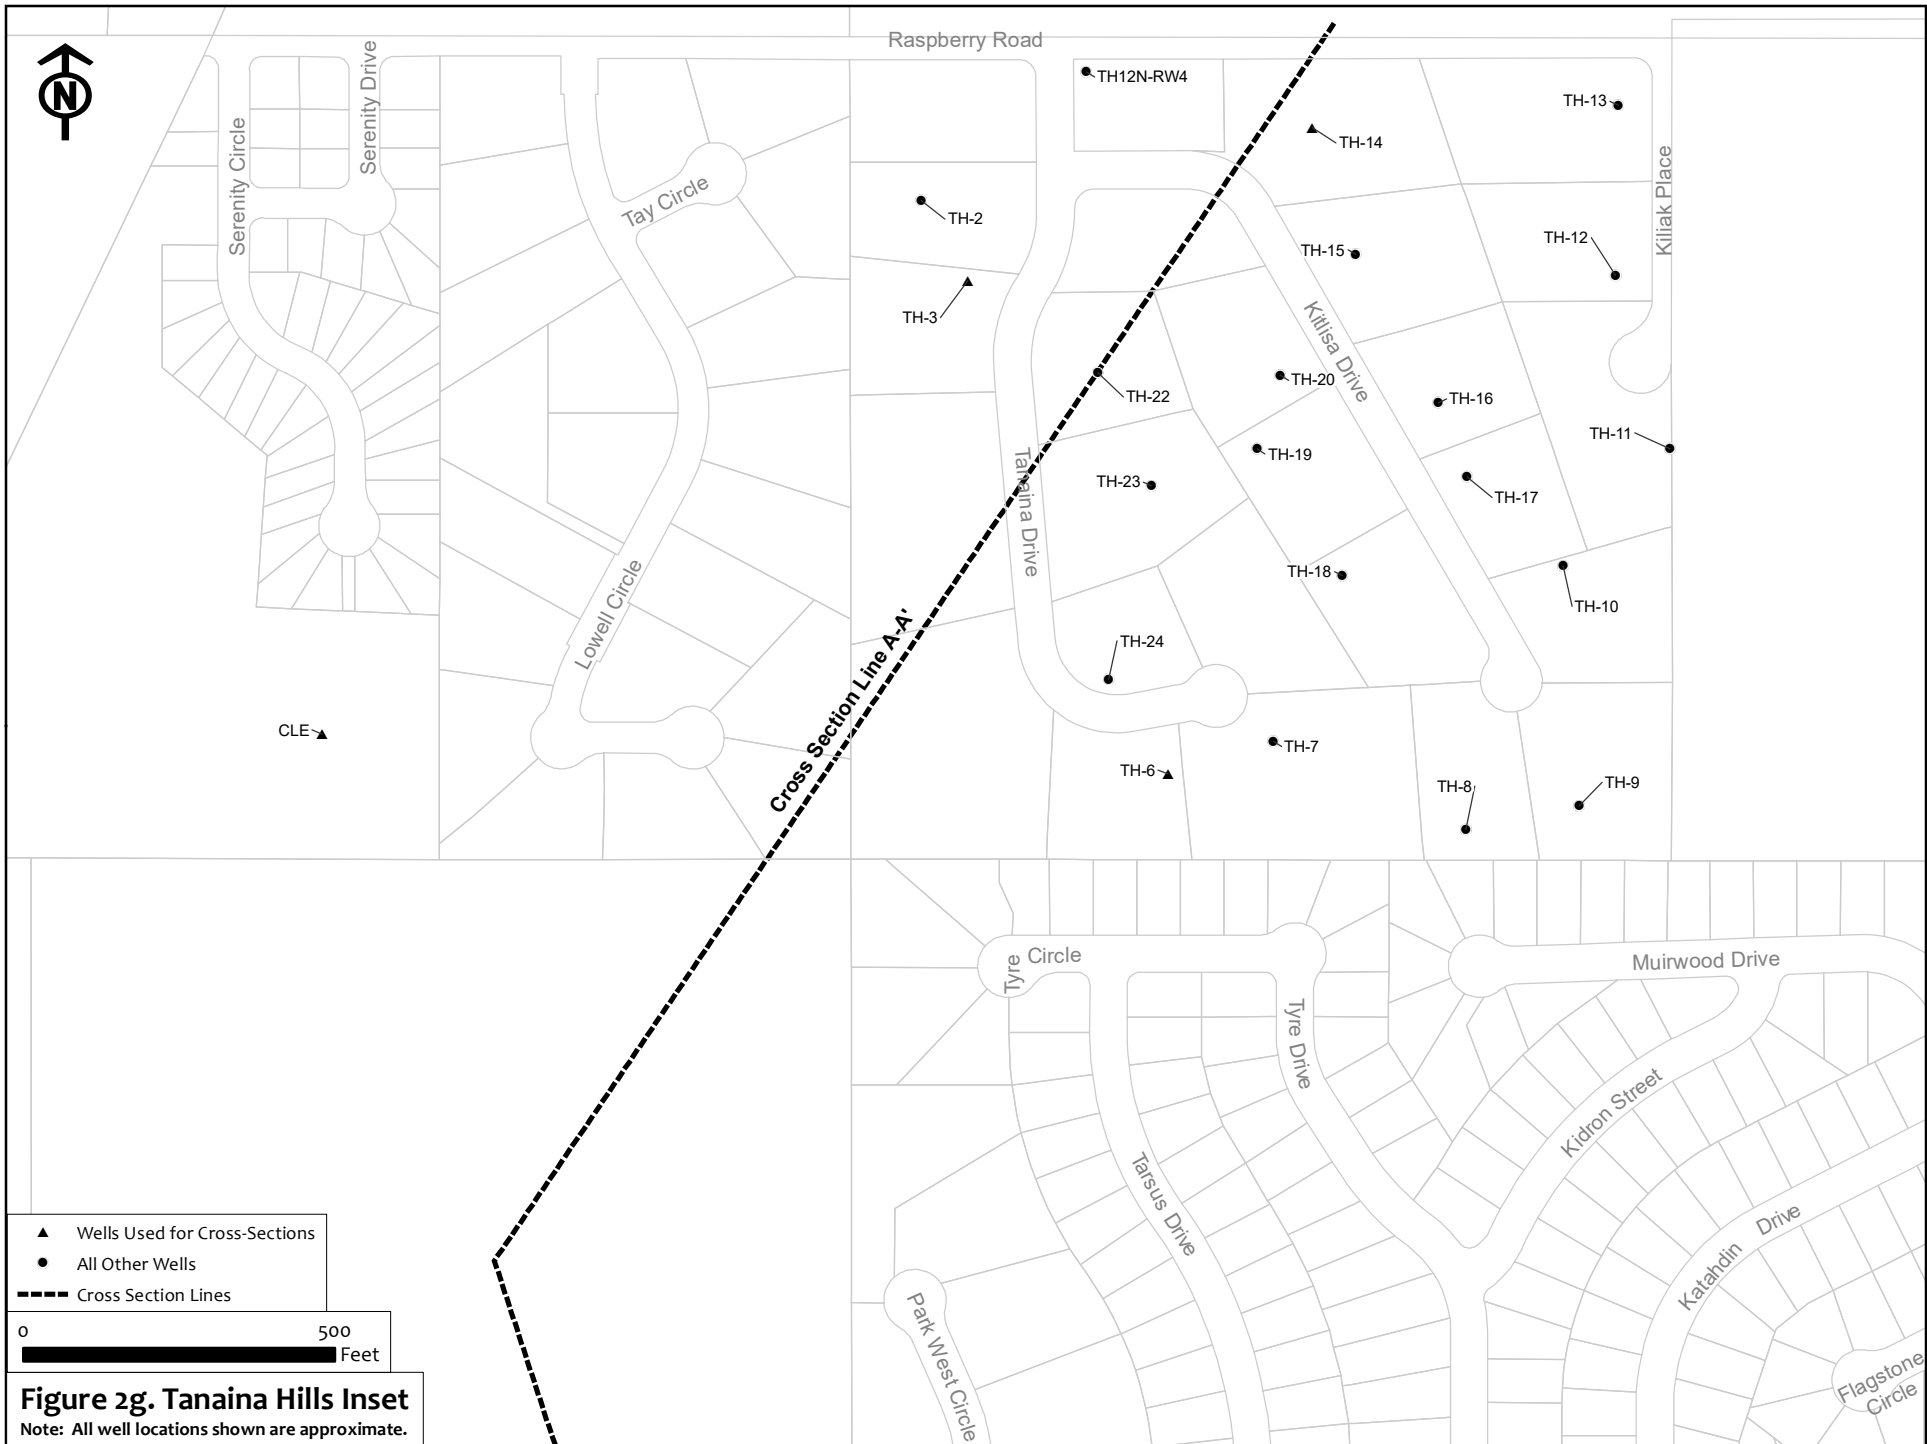 Raspberry Road
N
Serenity Drive
TH12N-RW4
TH-13
TH-14
Serenity Circle
Kiliak Place
Tay Circle
TH-2
TH-12
TH-15
TH-3
Kitlisa Drive
TH-20
TH-22
TH-16
TH-11
TH-19
TH-23
TH-17
Tanaina Drive
TH-18
TH-10
Lowell Circle
TH-24
Cross Section Line A-A'
CLE
TH-7
TH-6
TH-8
TH-9
Tyre Circle
Muirwood Drive
Tyre Drive
Kidron Street
Tarsus Drive
Katahdin Drive
Park West Circle
Flagstone
Circle
Wells Used for Cross-Sections
All Other Wells
Cross Section Lines
0 500
Feet
Figure 2g. Tanaina Hills Inset
Note: All well locations shown are approximate.